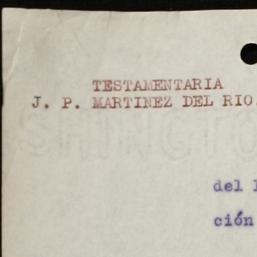 TESTAMENTARIA
J. P. MARTINEZ DEL RIO.
del
ción